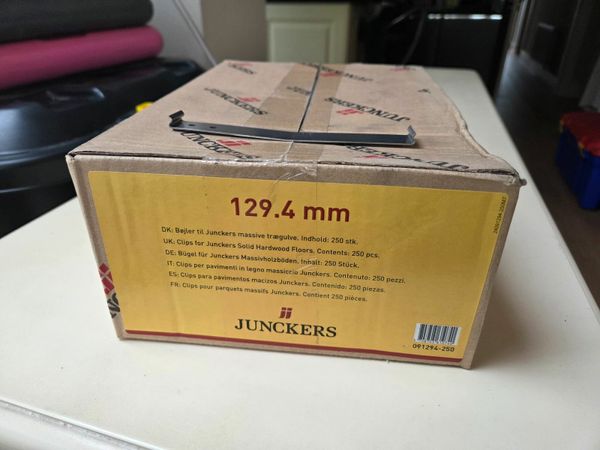 JUNCKERS
JUNCKERS
JUNCKERS
129.4 mm
DK: Bøjler til Junckers massive trægulve. Indhold: 250 stk.
UK: Clips for Junckers Solid Hardwood Floors. Contents: 250 pcs.
DE: Bügel für Junckers Massivholzböden. Inhalt: 250 Stück.
IT: Clips per pavimenti in legno massiccio Junckers. Contenuto: 250 pezzi.
ES: Clips para pavimentos macizos Junckers. Contenido: 250 piezas.
FR: Clips pour parquets massifs Junckers. Contient 250 pièces.
JUNCKERS
091294-250